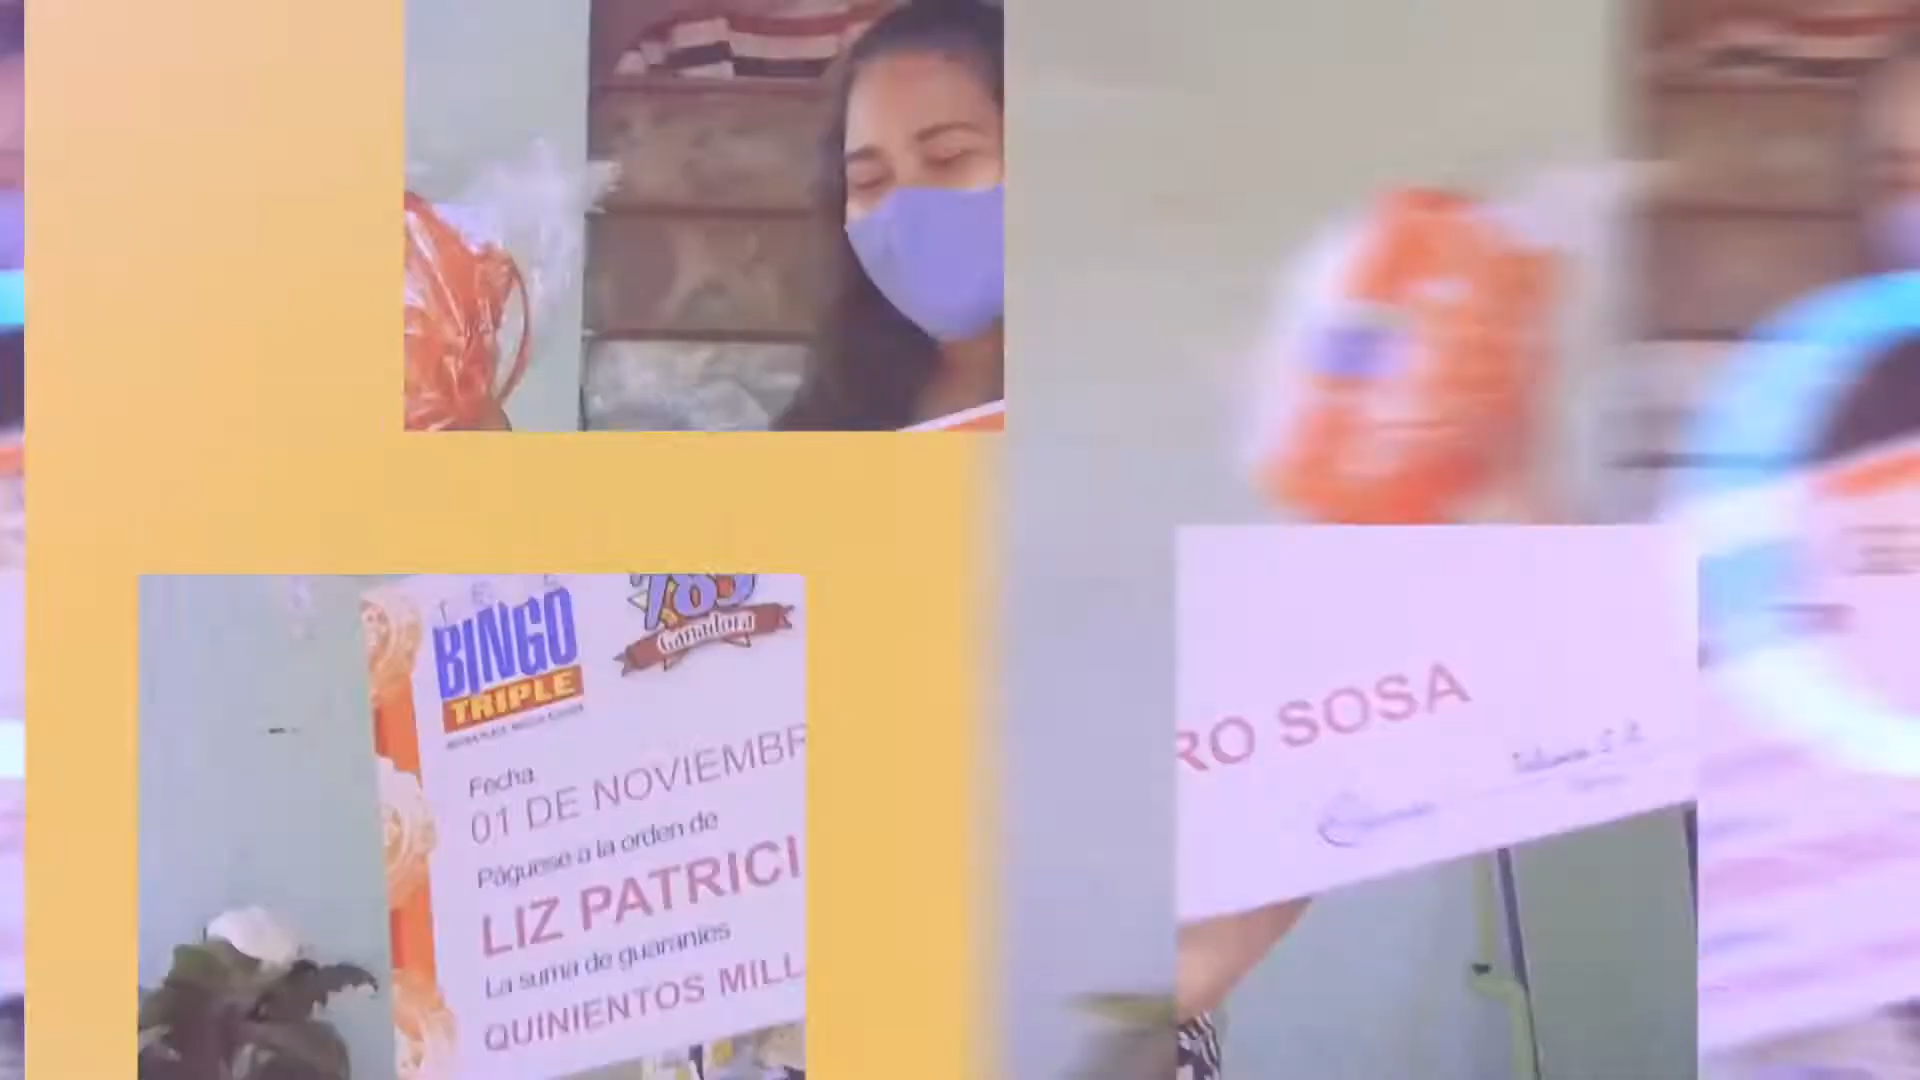 BINGO
TRIPLE
785
Ganadora
Fecha
01 DE NOVIEMBR
Páguese a la orden de
LIZ PATRICI
La suma de guaraníes
QUINIENTOS MILL
RO SOSA